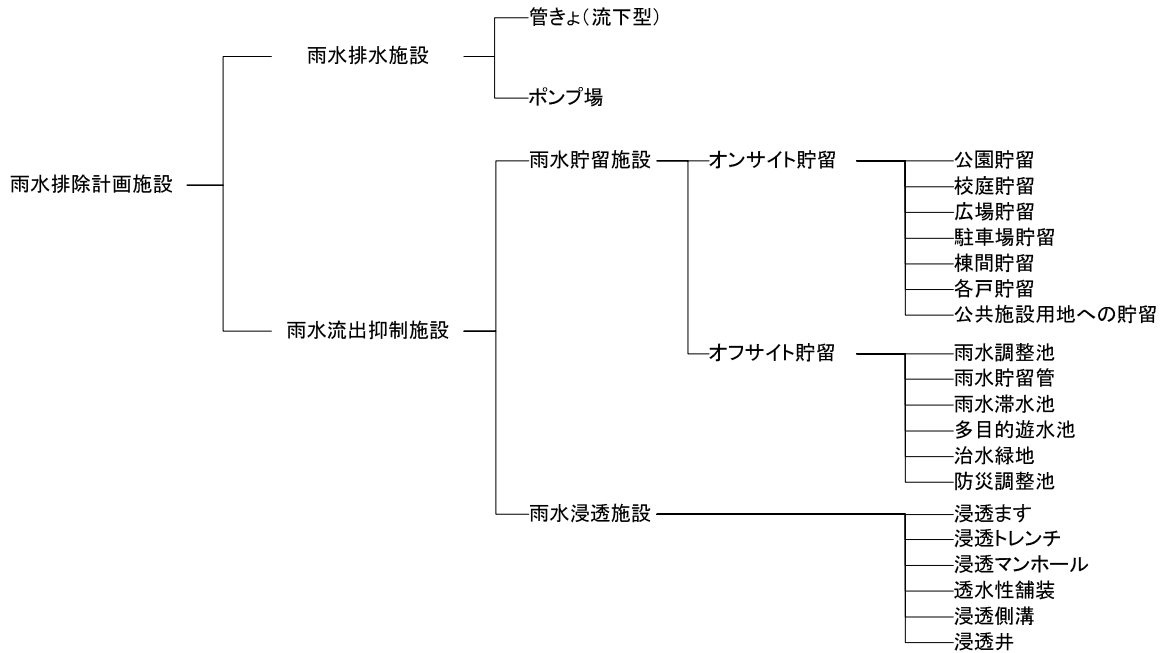 雨水排除計画施設
雨水排水施設
管きょ(流下型)
ポンプ場
雨水流出抑制施設
雨水貯留施設
オンサイト貯留
公園貯留
校庭貯留
広場貯留
駐車場貯留
棟間貯留
各戸貯留
公共施設用地への貯留
オフサイト貯留
雨水調整池
雨水貯留管
雨水滞水池
多目的遊水池
治水緑地
防災調整池
雨水浸透施設
浸透ます
浸透トレンチ
浸透マンホール
透水性舗装
浸透側溝
浸透井